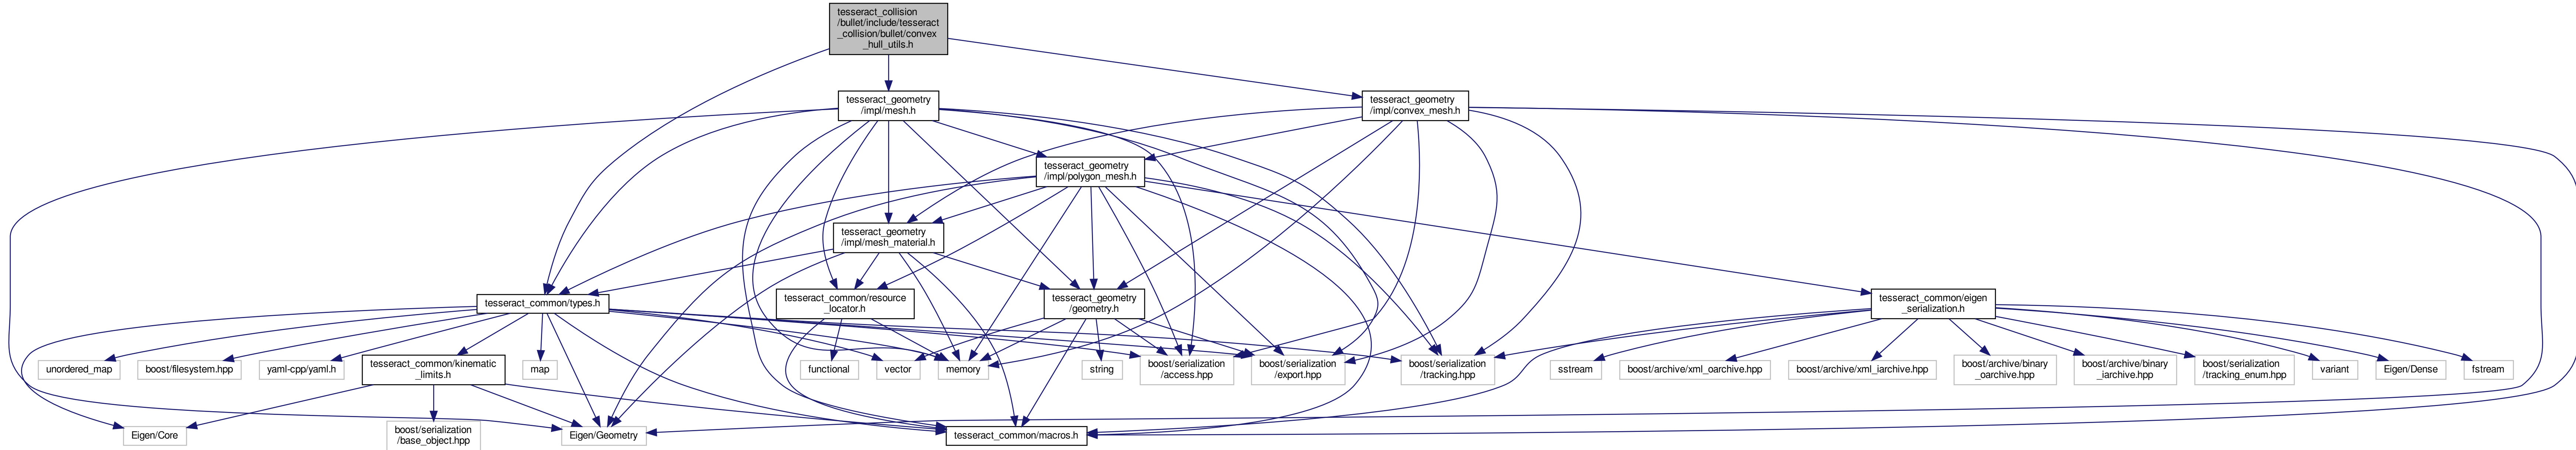 tesseract_collision
/bullet/include/tesseract
_collision/bullet/convex
_hull_utils.h
tesseract_geometry
/impl/mesh.h
tesseract_geometry
/impl/convex_mesh.h
tesseract_geometry
/impl/polygon_mesh.h
tesseract_geometry
/impl/mesh_material.h
tesseract_common/types.h
tesseract_common/resource
_locator.h
tesseract_geometry
/geometry.h
tesseract_common/eigen
_serialization.h
unordered_map
boost/filesystem.hpp
yaml-cpp/yaml.h
tesseract_common/kinematic
_limits.h
map
functional
vector
memory
string
boost/serialization
/access.hpp
boost/serialization
/export.hpp
boost/serialization
/tracking.hpp
sstream
boost/archive/xml_oarchive.hpp
boost/archive/xml_iarchive.hpp
boost/archive/binary
_oarchive.hpp
boost/archive/binary
_iarchive.hpp
boost/serialization
/tracking_enum.hpp
variant
Eigen/Dense
fstream
Eigen/Core
boost/serialization
/base_object.hpp
Eigen/Geometry
tesseract_common/macros.h